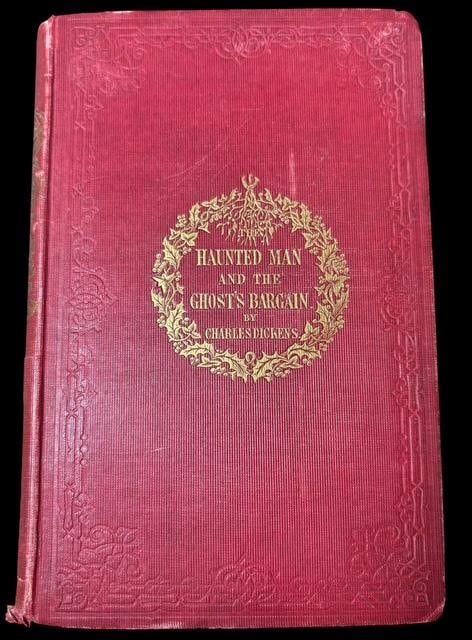 THE
HAUNTED MAN
AND THE
GHOST'S BARGAIN.
BY
CHARLES DICKENS.